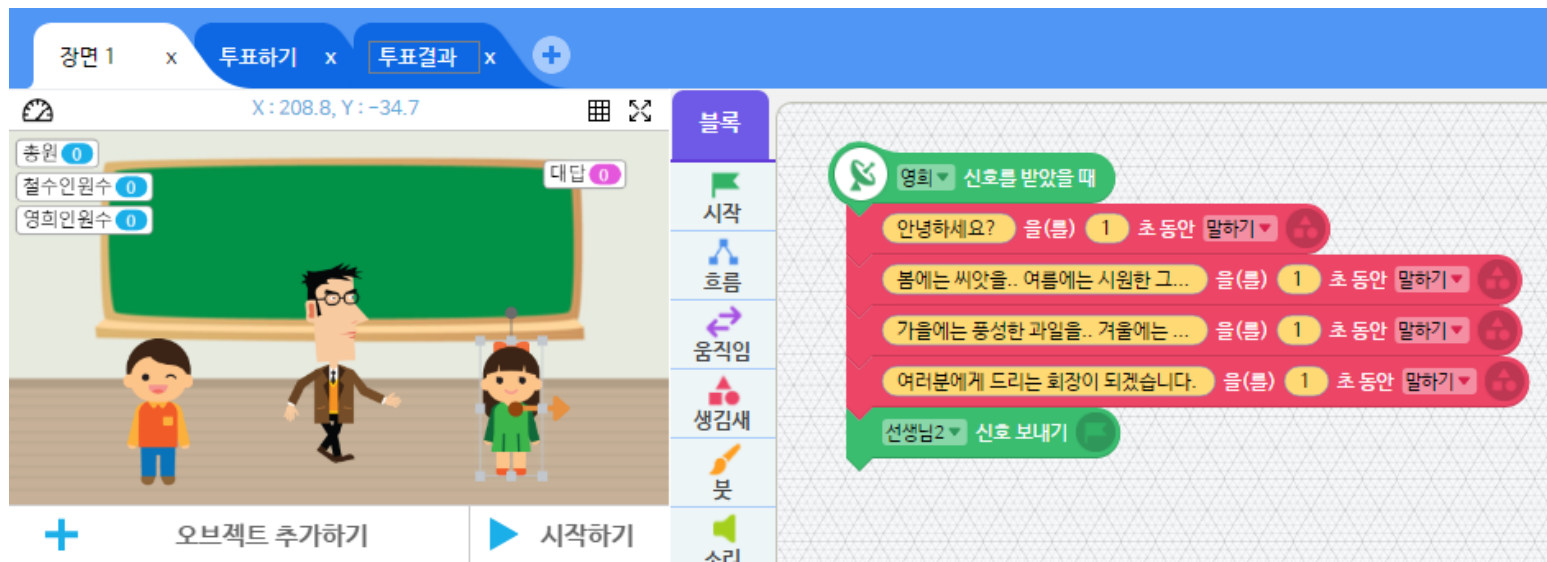 장면 1 x 투표하기 x 투표결과 x
X : 208.8, Y : -34.7
총원 0
철수인원수 0
영희인원수 0
대답 0
오브젝트 추가하기
시작하기
블록
시작
흐름
움직임
생김새
붓
소리
영희 신호를 받았을 때
안녕하세요? 을(를) 1 초 동안 말하기
봄에는 씨앗을.. 여름에는 시원한 그... 을(를) 1 초 동안 말하기
가을에는 풍성한 과일을.. 겨울에는 ... 을(를) 1 초 동안 말하기
여러분에게 드리는 회장이 되겠습니다. 을(를) 1 초 동안 말하기
선생님2 신호 보내기